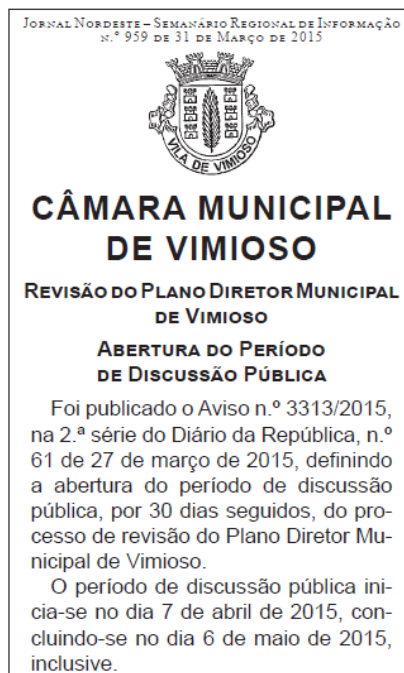 Jornal Nordeste – Semanário Regional de Informação
n.º 959 de 31 de Março de 2015
VILA DE VIMIOSO
CÂMARA MUNICIPAL
DE VIMIOSO
Revisão do Plano Diretor Municipal
de Vimioso
Abertura do Período
de Discussão Pública
Foi publicado o Aviso n.º 3313/2015,
na 2.ª série do Diário da República, n.º
61 de 27 de março de 2015, definindo
a abertura do período de discussão
pública, por 30 dias seguidos, do pro-
cesso de revisão do Plano Diretor Mu-
nicipal de Vimioso.
O período de discussão pública ini-
cia-se no dia 7 de abril de 2015, con-
cluindo-se no dia 6 de maio de 2015,
inclusive.